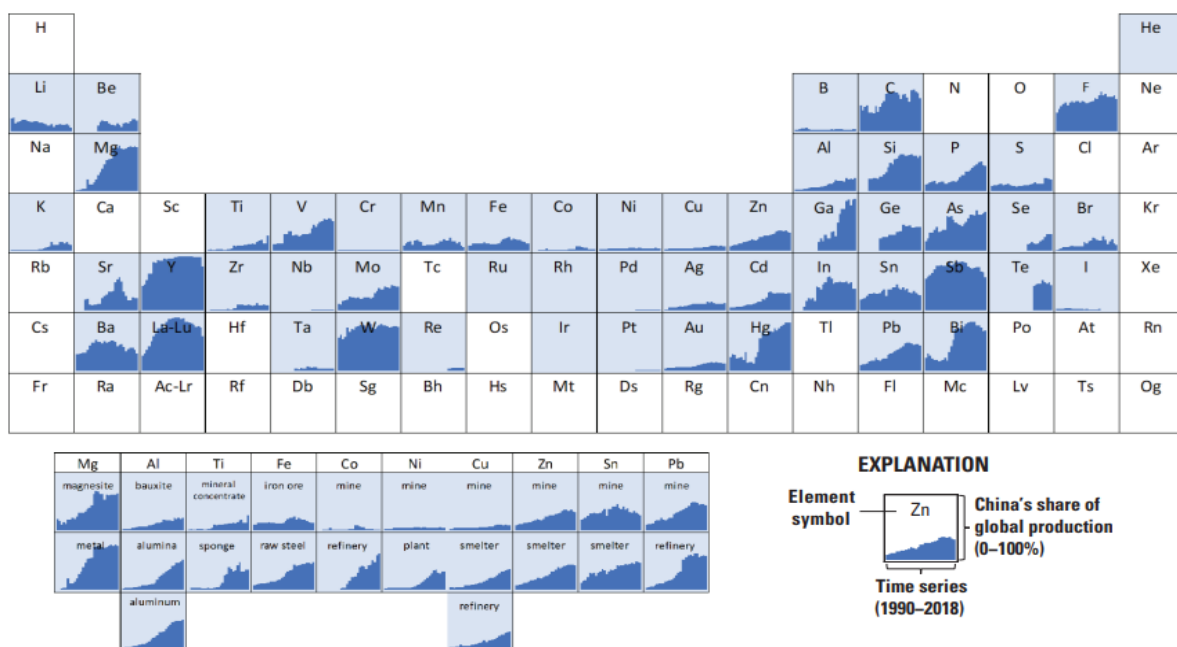 H He
Li Be B C N O F Ne
Na Mg Al Si P S Cl Ar
K Ca Sc Ti V Cr Mn Fe Co Ni Cu Zn Ga Ge As Se Br Kr
Rb Sr Y Zr Nb Mo Tc Ru Rh Pd Ag Cd In Sn Sb Te I Xe
Cs Ba La-Lu Hf Ta W Re Os Ir Pt Au Hg Tl Pb Bi Po At Rn
Fr Ra Ac-Lr Rf Db Sg Bh Hs Mt Ds Rg Cn Nh Fl Mc Lv Ts Og
Mg Al Ti Fe Co Ni Cu Zn Sn Pb
magnesite bauxite mineral concentrate iron ore mine mine mine mine mine mine
metal alumina sponge raw steel refinery plant smelter smelter smelter refinery
aluminum refinery
EXPLANATION
Element
symbol
Zn
China's share of
global production
(0–100%)
Time series
(1990–2018)